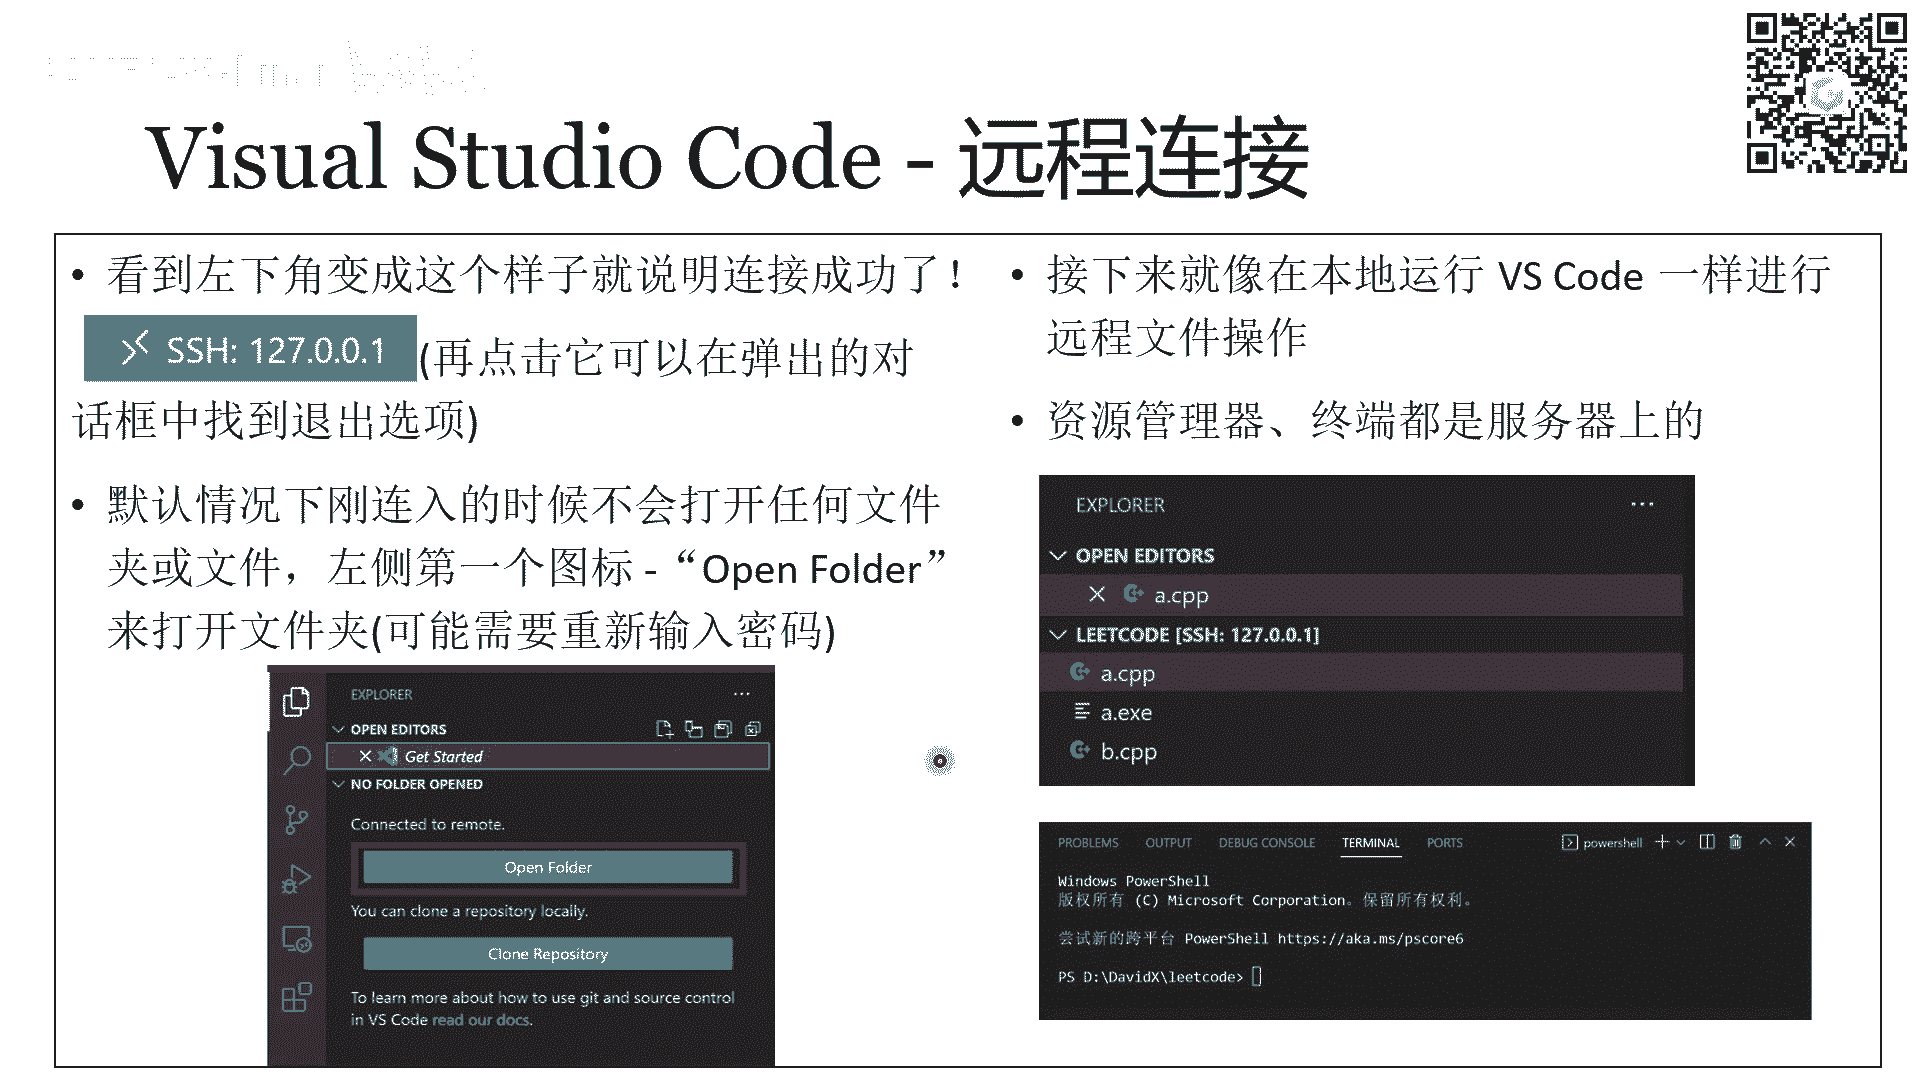 Visual Studio Code - 远程连接
• 看到左下角变成这个样子就说明连接成功了！
SSH: 127.0.0.1 (再点击它可以在弹出的对
话框中找到退出选项)
• 默认情况下刚连入的时候不会打开任何文件
夹或文件，左侧第一个图标 - “Open Folder”
来打开文件夹(可能需要重新输入密码)
EXPLORER
OPEN EDITORS
Get Started
NO FOLDER OPENED
Connected to remote.
Open Folder
You can clone a repository locally.
Clone Repository
To learn more about how to use git and source control
in VS Code read our docs.
• 接下来就像在本地运行 VS Code 一样进行
远程文件操作
• 资源管理器、终端都是服务器上的
EXPLORER
OPEN EDITORS
a.cpp
LEETCODE [SSH: 127.0.0.1]
a.cpp
a.exe
b.cpp
PROBLEMS OUTPUT DEBUG CONSOLE TERMINAL PORTS powershell
Windows PowerShell
版权所有 (C) Microsoft Corporation。保留所有权利。
尝试新的跨平台 PowerShell https://aka.ms/pscore6
PS D:\DavidX\leetcode>